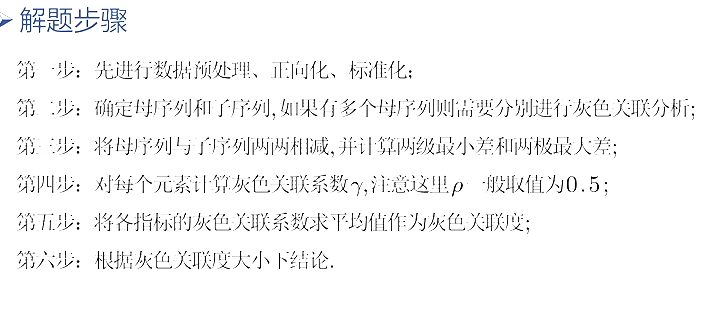 解题步骤
第一步：先进行数据预处理、正向化、标准化；
第二步：确定母序列和子序列，如果有多个母序列则需要分别进行灰色关联分析；
第三步：将母序列与子序列两两相减，并计算两级最小差和两极最大差；
第四步：对每个元素计算灰色关联系数γ，注意这里ρ一般取值为0.5；
第五步：将各指标的灰色关联系数求平均值作为灰色关联度；
第六步：根据灰色关联度大小下结论.